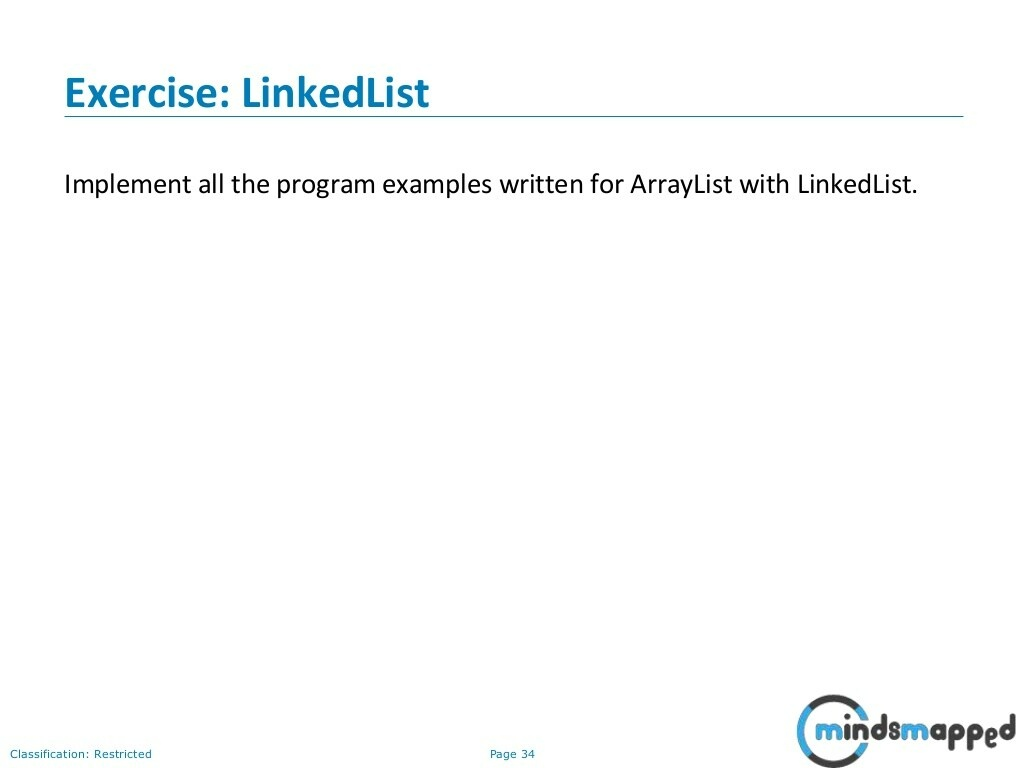 Exercise: LinkedList
Implement all the program examples written for ArrayList with LinkedList.
Classification: Restricted
Page 34
mindsmapped